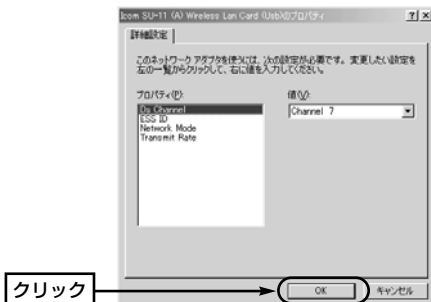 Icom SU-11 (A) Wireless Lan Card (Usb)のプロパティ
詳細設定
このネットワーク アダプタを使うには、次の設定が必要です。変更したい設定を
左の一覧からクリックして、右に値を入力してください。
プロパティ(P):
Ds Channel
ESS ID
Network Mode
Transmit Rate
値(V):
Channel 7
クリック
OK
キャンセル